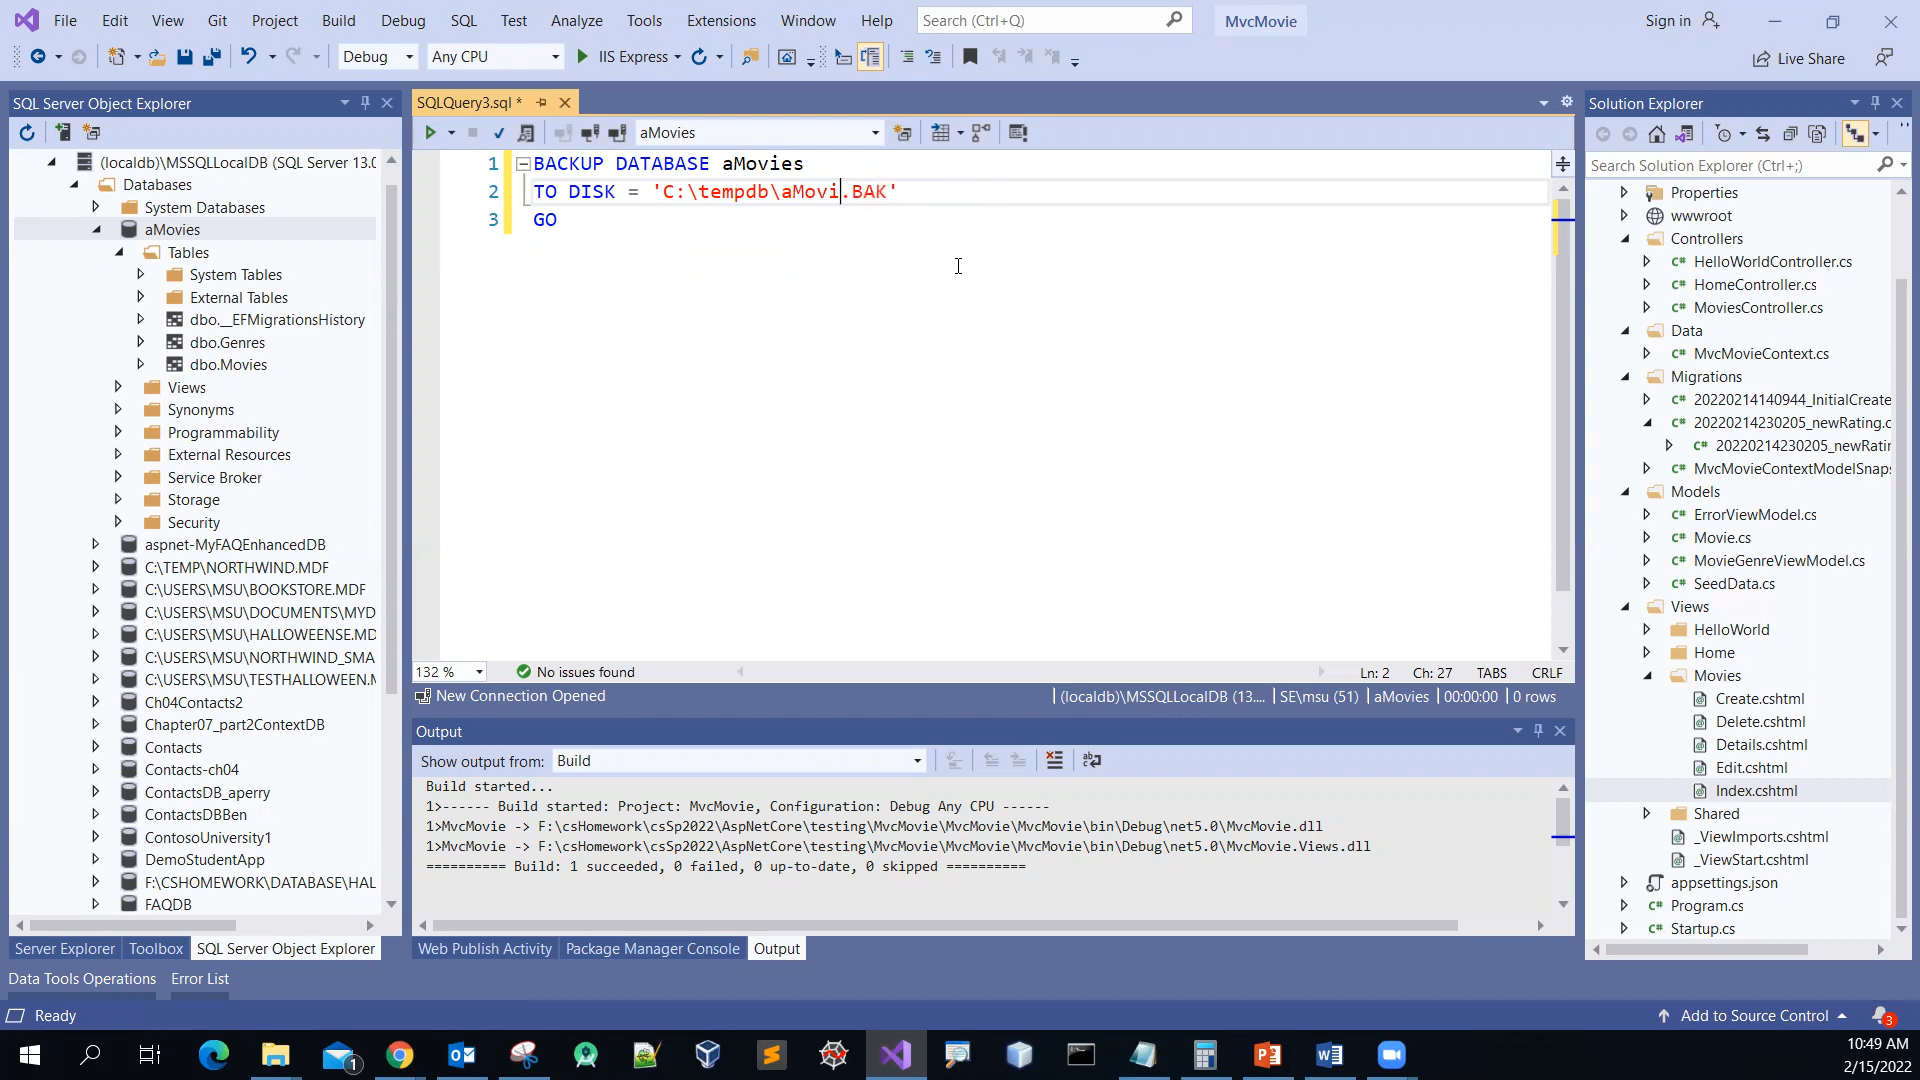 File Edit View Git Project Build Debug SQL Test Analyze Tools Extensions Window Help Search (Ctrl+Q) MvcMovie Sign in
Debug Any CPU IIS Express Live Share
SQL Server Object Explorer
(localdb)\MSSQLLocalDB (SQL Server 13.0
Databases
System Databases
aMovies
Tables
System Tables
External Tables
dbo.__EFMigrationsHistory
dbo.Genres
dbo.Movies
Views
Synonyms
Programmability
External Resources
Service Broker
Storage
Security
aspnet-MyFAQEnhancedDB
C:\TEMP\NORTHWIND.MDF
C:\USERS\MSU\BOOKSTORE.MDF
C:\USERS\MSU\DOCUMENTS\MYD
C:\USERS\MSU\HALLOWEENSE.MD
C:\USERS\MSU\NORTHWIND_SMA
C:\USERS\MSU\TESTHALLOWEEN.M
Ch04Contacts2
Chapter07_part2ContextDB
Contacts
Contacts-ch04
ContactsDB_aperry
ContactsDBBen
ContosoUniversity1
DemoStudentApp
F:\CSHOMEWORK\DATABASE\HAL
FAQDB
Server Explorer Toolbox SQL Server Object Explorer
SQLQuery3.sql *
aMovies
1 BACKUP DATABASE aMovies
2 TO DISK = 'C:\tempdb\aMovi.BAK'
3 GO
132 % No issues found Ln: 2 Ch: 27 TABS CRLF
New Connection Opened (localdb)\MSSQLLocalDB (13.... SE\msu (51) aMovies 00:00:00 0 rows
Output
Show output from: Build
Build started...
1>------ Build started: Project: MvcMovie, Configuration: Debug Any CPU ------
1>MvcMovie -> F:\csHomework\csSp2022\AspNetCore\testing\MvcMovie\MvcMovie\MvcMovie\bin\Debug\net5.0\MvcMovie.dll
1>MvcMovie -> F:\csHomework\csSp2022\AspNetCore\testing\MvcMovie\MvcMovie\MvcMovie\bin\Debug\net5.0\MvcMovie.Views.dll
========== Build: 1 succeeded, 0 failed, 0 up-to-date, 0 skipped ==========
Web Publish Activity Package Manager Console Output
Solution Explorer
Search Solution Explorer (Ctrl+;)
Properties
wwwroot
Controllers
C# HelloWorldController.cs
C# HomeController.cs
C# MoviesController.cs
Data
C# MvcMovieContext.cs
Migrations
C# 20220214140944_InitialCreate
C# 20220214230205_newRating.c
C# 20220214230205_newRatin
C# MvcMovieContextModelSnaps
Models
C# ErrorViewModel.cs
C# Movie.cs
C# MovieGenreViewModel.cs
C# SeedData.cs
Views
HelloWorld
Home
Movies
Create.cshtml
Delete.cshtml
Details.cshtml
Edit.cshtml
Index.cshtml
Shared
_ViewImports.cshtml
_ViewStart.cshtml
appsettings.json
C# Program.cs
C# Startup.cs
Data Tools Operations Error List
Ready Add to Source Control 3
1
10:49 AM
2/15/2022